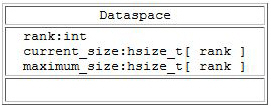 Dataspace
rank:int
current_size:hsize_t[ rank ]
maximum_size:hsize_t[ rank ]